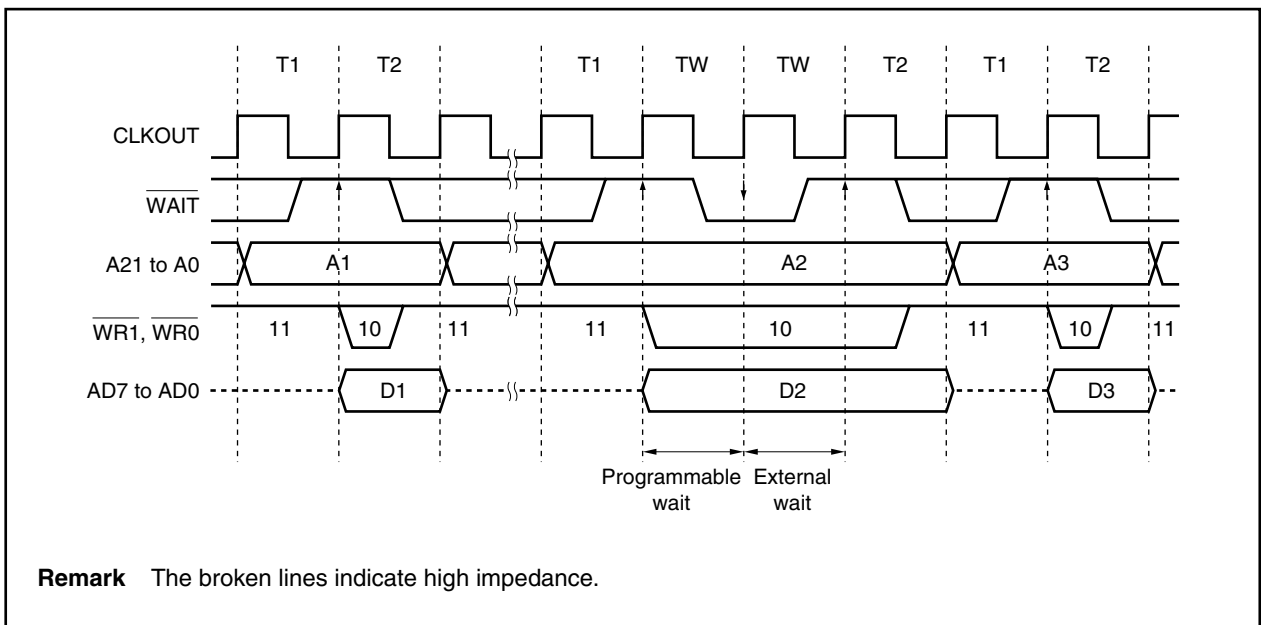 T1 T2 T1 TW TW T2 T1 T2
CLKOUT
WAIT
A21 to A0 A1 A2 A3
WR1, WR0 11 10 11 11 10 11 10 11
AD7 to AD0 D1 D2 D3
Programmable wait
External wait
Remark The broken lines indicate high impedance.